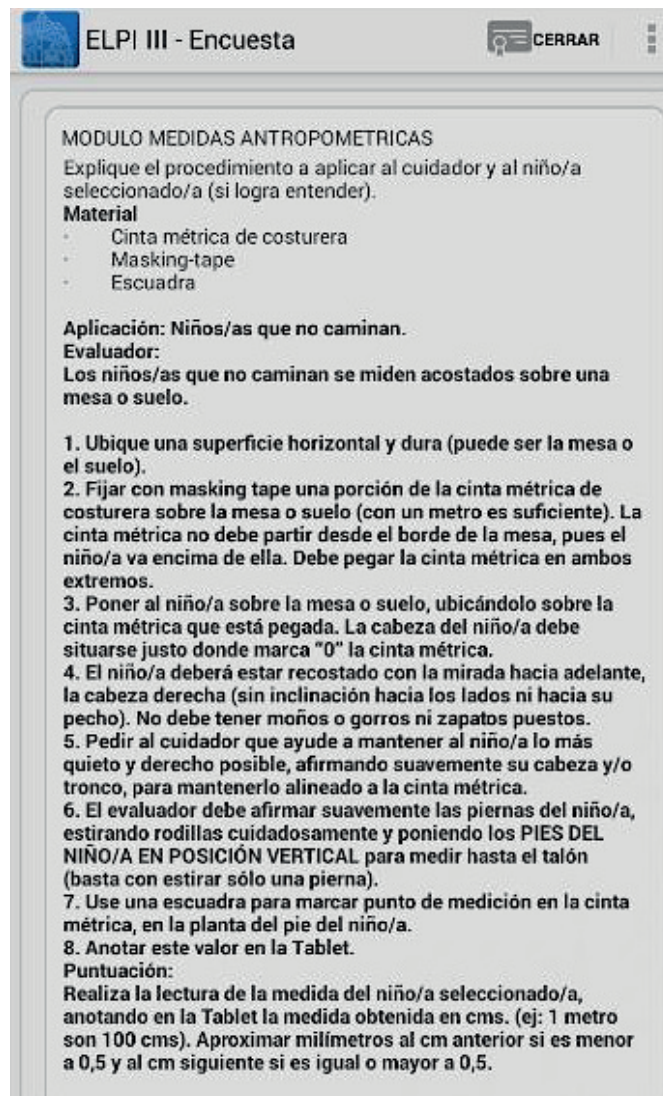 ELPI III - Encuesta
CERRAR
MODULO MEDIDAS ANTROPOMETRICAS
Explique el procedimiento a aplicar al cuidador y al niño/a
seleccionado/a (si logra entender).
Material
· Cinta métrica de costurera
· Masking-tape
· Escuadra
Aplicación: Niños/as que no caminan.
Evaluador:
Los niños/as que no caminan se miden acostados sobre una
mesa o suelo.
1. Ubique una superficie horizontal y dura (puede ser la mesa o
el suelo).
2. Fijar con masking tape una porción de la cinta métrica de
costurera sobre la mesa o suelo (con un metro es suficiente). La
cinta métrica no debe partir desde el borde de la mesa, pues el
niño/a va encima de ella. Debe pegar la cinta métrica en ambos
extremos.
3. Poner al niño/a sobre la mesa o suelo, ubicándolo sobre la
cinta métrica que está pegada. La cabeza del niño/a debe
situarse justo donde marca "0" la cinta métrica.
4. El niño/a deberá estar recostado con la mirada hacia adelante,
la cabeza derecha (sin inclinación hacia los lados ni hacia su
pecho). No debe tener moños o gorros ni zapatos puestos.
5. Pedir al cuidador que ayude a mantener al niño/a lo más
quieto y derecho posible, afirmando suavemente su cabeza y/o
tronco, para mantenerlo alineado a la cinta métrica.
6. El evaluador debe afirmar suavemente las piernas del niño/a,
estirando rodillas cuidadosamente y poniendo los PIES DEL
NIÑO/A EN POSICIÓN VERTICAL para medir hasta el talón
(basta con estirar sólo una pierna).
7. Use una escuadra para marcar punto de medición en la cinta
métrica, en la planta del pie del niño/a.
8. Anotar este valor en la Tablet.
Puntuación:
Realiza la lectura de la medida del niño/a seleccionado/a,
anotando en la Tablet la medida obtenida en cms. (ej: 1 metro
son 100 cms). Aproximar milímetros al cm anterior si es menor
a 0,5 y al cm siguiente si es igual o mayor a 0,5.